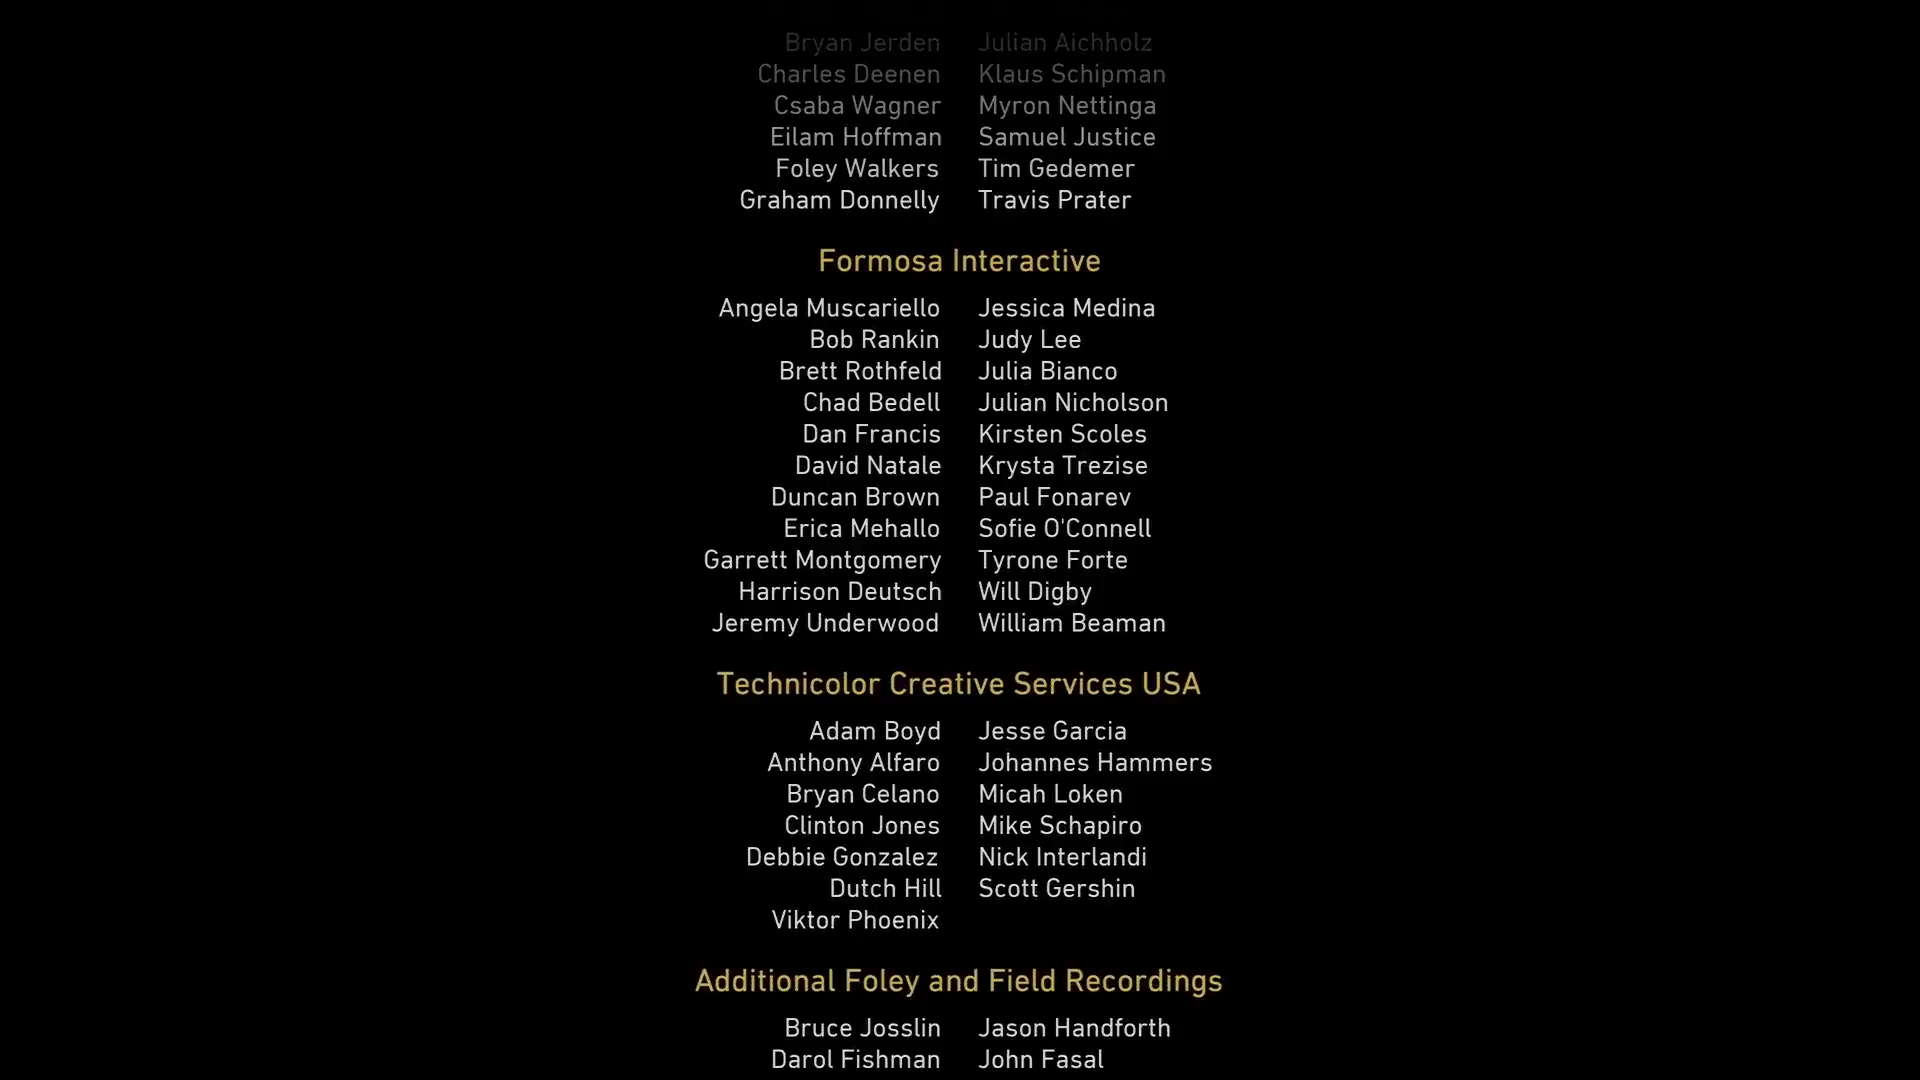 Bryan Jerden Julian Aichholz
Charles Deenen Klaus Schipman
Csaba Wagner Myron Nettinga
Eilam Hoffman Samuel Justice
Foley Walkers Tim Gedemer
Graham Donnelly Travis Prater
Formosa Interactive
Angela Muscariello Jessica Medina
Bob Rankin Judy Lee
Brett Rothfeld Julia Bianco
Chad Bedell Julian Nicholson
Dan Francis Kirsten Scoles
David Natale Krysta Trezise
Duncan Brown Paul Fonarev
Erica Mehallo Sofie O'Connell
Garrett Montgomery Tyrone Forte
Harrison Deutsch Will Digby
Jeremy Underwood William Beaman
Technicolor Creative Services USA
Adam Boyd Jesse Garcia
Anthony Alfaro Johannes Hammers
Bryan Celano Micah Loken
Clinton Jones Mike Schapiro
Debbie Gonzalez Nick Interlandi
Dutch Hill Scott Gershin
Viktor Phoenix
Additional Foley and Field Recordings
Bruce Josslin Jason Handforth
Darol Fishman John Fasal